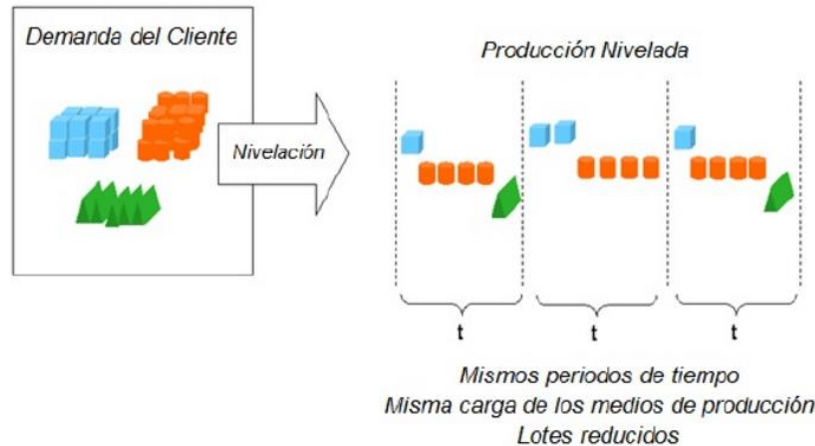 Demanda del Cliente
Nivelación
Producción Nivelada
t
t
t
Mismos periodos de tiempo
Misma carga de los medios de producción
Lotes reducidos